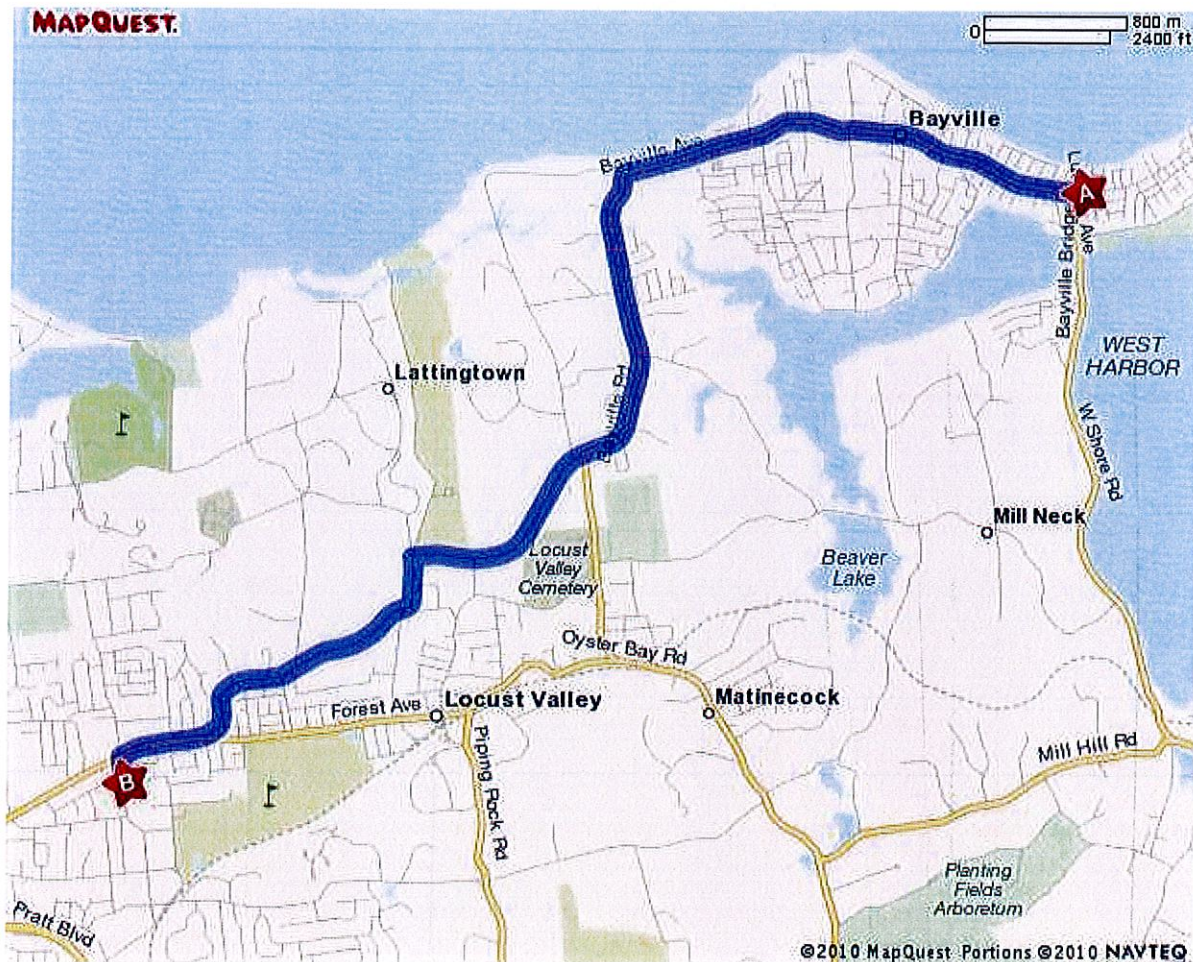 MAPQUEST.
0
800 m
2400 ft
Bayville
Bayville Ave
A
Ave
Bayville Bridge
WEST
HARBOR
Lattingtown
W Shore Rd
Mill Neck
Locust
Valley
Cemetery
Beaver
Lake
Oyster Bay Rd
Forest Ave
Locust Valley
Matinecock
Piping Rock Rd
Mill Hill Rd
B
Planting
Fields
Arboretum
Pratt Blvd
©2010 MapQuest Portions ©2010 NAVTEQ